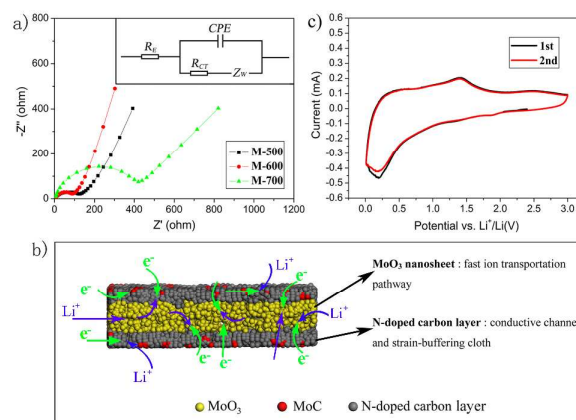 a)
R_E
CPE
R_CT
Z_W
-Z'' (ohm)
800
600
400
200
0
0 200 400 600 800 1000 1200
Z' (ohm)
M-500
M-600
M-700
c)
1st
2nd
Current (mA)
0.5
0.4
0.3
0.2
0.1
0.0
-0.1
-0.2
-0.3
-0.4
-0.5
-0.6
0.0 0.5 1.0 1.5 2.0 2.5 3.0
Potential vs. Li⁺/Li(V)
b)
e⁻
e⁻
Li⁺
e⁻
Li⁺
Li⁺
e⁻
e⁻
e⁻
e⁻
Li⁺
MoO₃ nanosheet : fast ion transportation
pathway
N-doped carbon layer : conductive channel
and strain-buffering cloth
MoO₃ MoC N-doped carbon layer